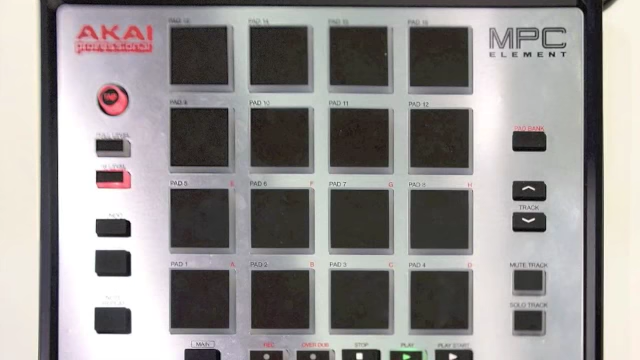 AKAI
professional
MPC
ELEMENT
PAD 13 PAD 14 PAD 15 PAD 16
PAD 9 PAD 10 PAD 11 PAD 12
FULL LEVEL
16 LEVEL
PAD BANK
PAD 5 E PAD 6 F PAD 7 G PAD 8 H
TRACK
PAD 1 A PAD 2 B PAD 3 C PAD 4 D
MUTE TRACK
SOLO TRACK
MAIN REC OVER DUB STOP PLAY PLAY START